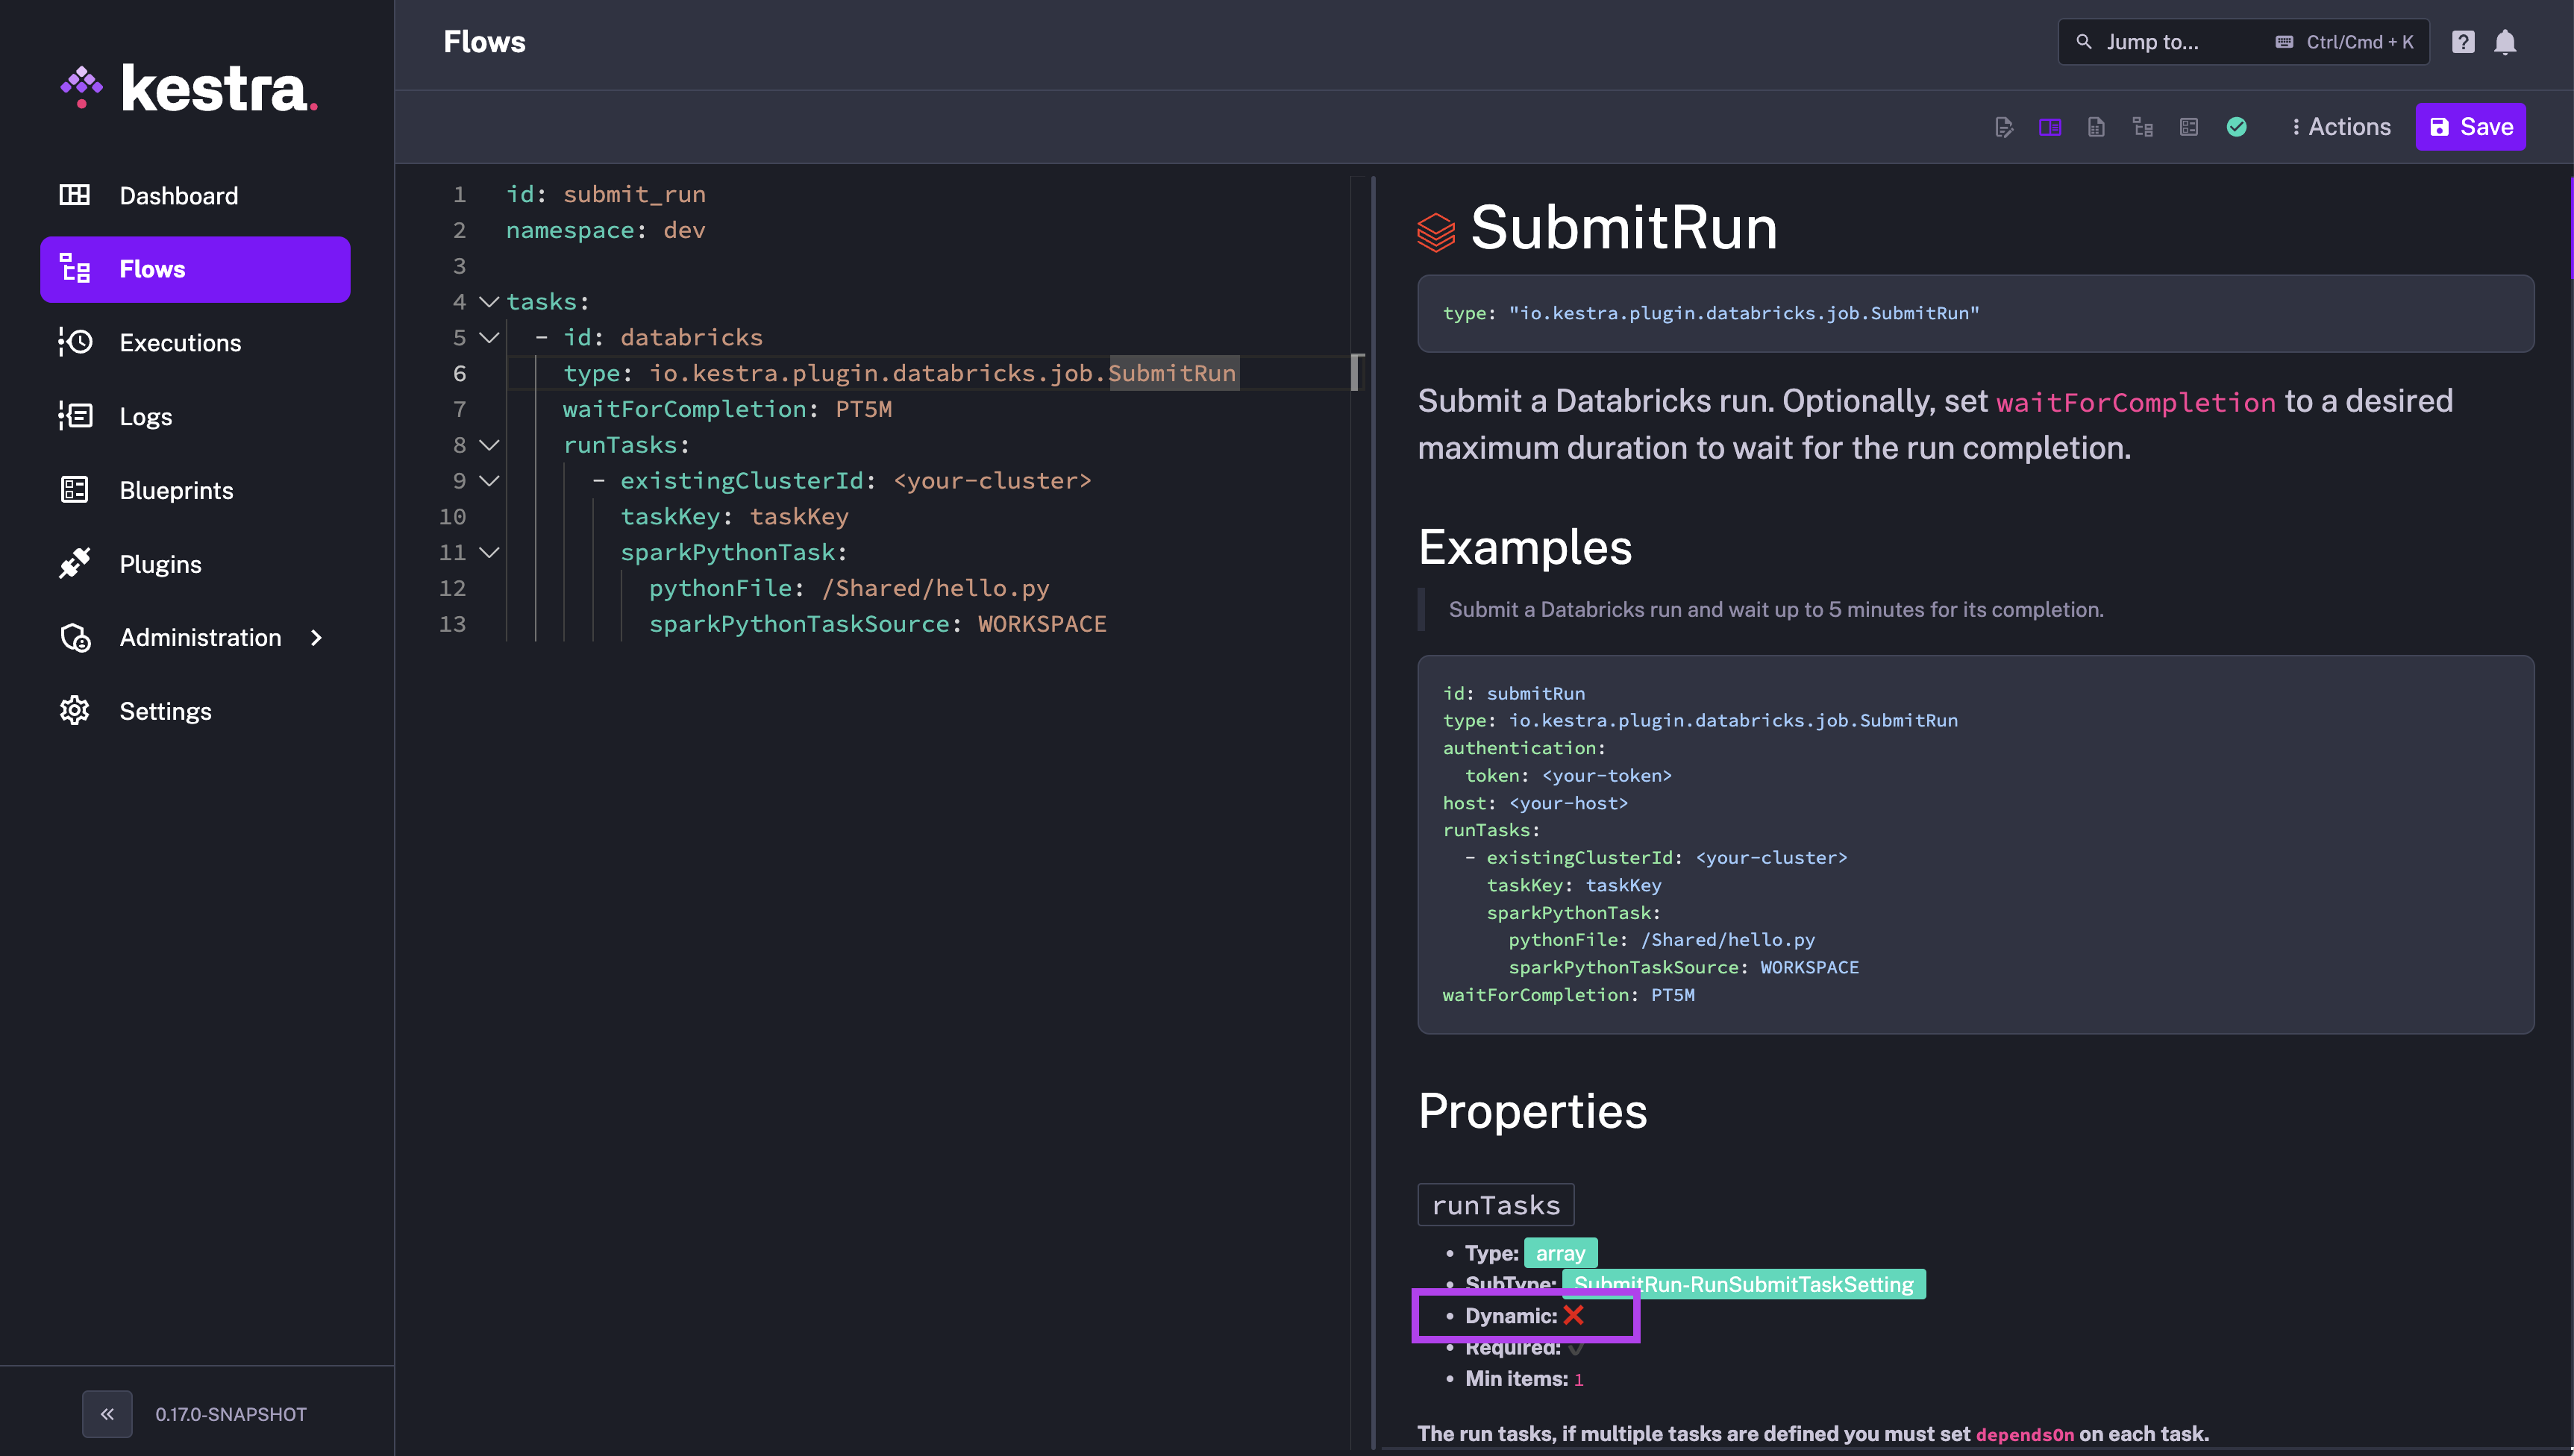 kestra.
Dashboard
Flows
Executions
Logs
Blueprints
Plugins
Administration
Settings
0.17.0-SNAPSHOT
Flows
Jump to...
Ctrl/Cmd + K
Actions
Save
1 id: submit_run
2 namespace: dev
3
4 tasks:
5   - id: databricks
6     type: io.kestra.plugin.databricks.job.SubmitRun
7     waitForCompletion: PT5M
8     runTasks:
9       - existingClusterId: <your-cluster>
10         taskKey: taskKey
11         sparkPythonTask:
12           pythonFile: /Shared/hello.py
13           sparkPythonTaskSource: WORKSPACE
SubmitRun
type: "io.kestra.plugin.databricks.job.SubmitRun"
Submit a Databricks run. Optionally, set waitForCompletion to a desired
maximum duration to wait for the run completion.
Examples
Submit a Databricks run and wait up to 5 minutes for its completion.
id: submitRun
type: io.kestra.plugin.databricks.job.SubmitRun
authentication:
  token: <your-token>
host: <your-host>
runTasks:
  - existingClusterId: <your-cluster>
    taskKey: taskKey
    sparkPythonTask:
      pythonFile: /Shared/hello.py
      sparkPythonTaskSource: WORKSPACE
waitForCompletion: PT5M
Properties
runTasks
• Type: array
• SubType: SubmitRun-RunSubmitTaskSetting
• Dynamic: ❌
• Required: ✓
• Min items: 1
The run tasks, if multiple tasks are defined you must set dependsOn on each task.